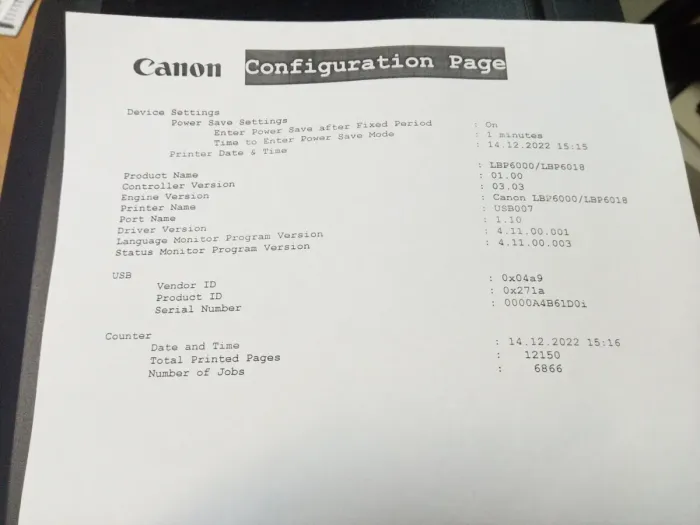 Canon Configuration Page
Device Settings
Power Save Settings
Enter Power Save after Fixed Period : On
Time to Enter Power Save Mode : 1 minutes
Printer Date & Time : 14.12.2022 15:15
Product Name : LBP6000/LBP6018
Controller Version : 01.00
Engine Version : 03.03
Printer Name : Canon LBP6000/LBP6018
Port Name : USB007
Driver Version : 1.10
Language Monitor Program Version : 4.11.00.001
Status Monitor Program Version : 4.11.00.003
USB
Vendor ID : 0x04a9
Product ID : 0x271a
Serial Number : 0000A4B61D0i
Counter
Date and Time : 14.12.2022 15:16
Total Printed Pages : 12150
Number of Jobs : 6866